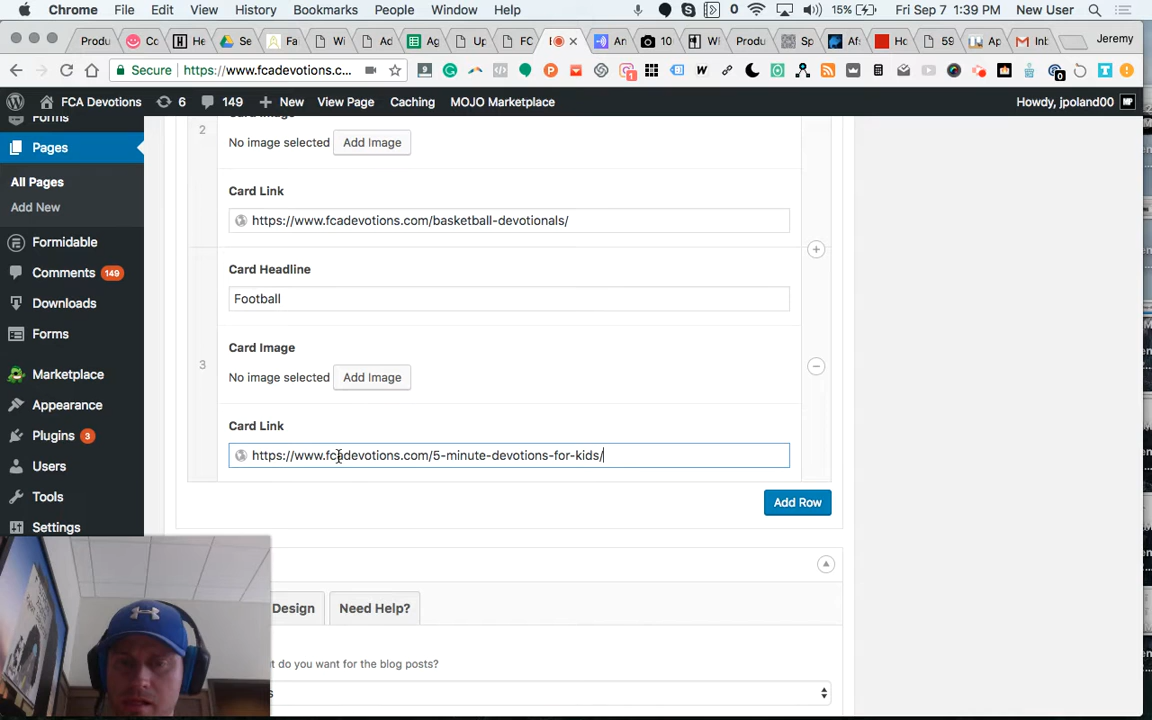 Chrome File Edit View History Bookmarks People Window Help 0 15% Fri Sep 7 1:39 PM New User
Produ Co He Se Fa Wi Ad Ag Up FC An 10 Wi Produ Sp Af Ho 59 Ap Inb Jeremy
Secure https://www.fcadevotions.c...
FCA Devotions 6 149 New View Page Caching MOJO Marketplace Howdy, jpoland00
Forms
Pages
All Pages
Add New
Formidable
Comments 149
Downloads
Forms
Marketplace
Appearance
Plugins 3
Users
Tools
Settings
Card Image
2
No image selected Add Image
Card Link
https://www.fcadevotions.com/basketball-devotionals/
Card Headline
Football
Card Image
3
No image selected Add Image
Card Link
https://www.fcadevotions.com/5-minute-devotions-for-kids/
Add Row
Design Need Help?
t do you want for the blog posts?
s